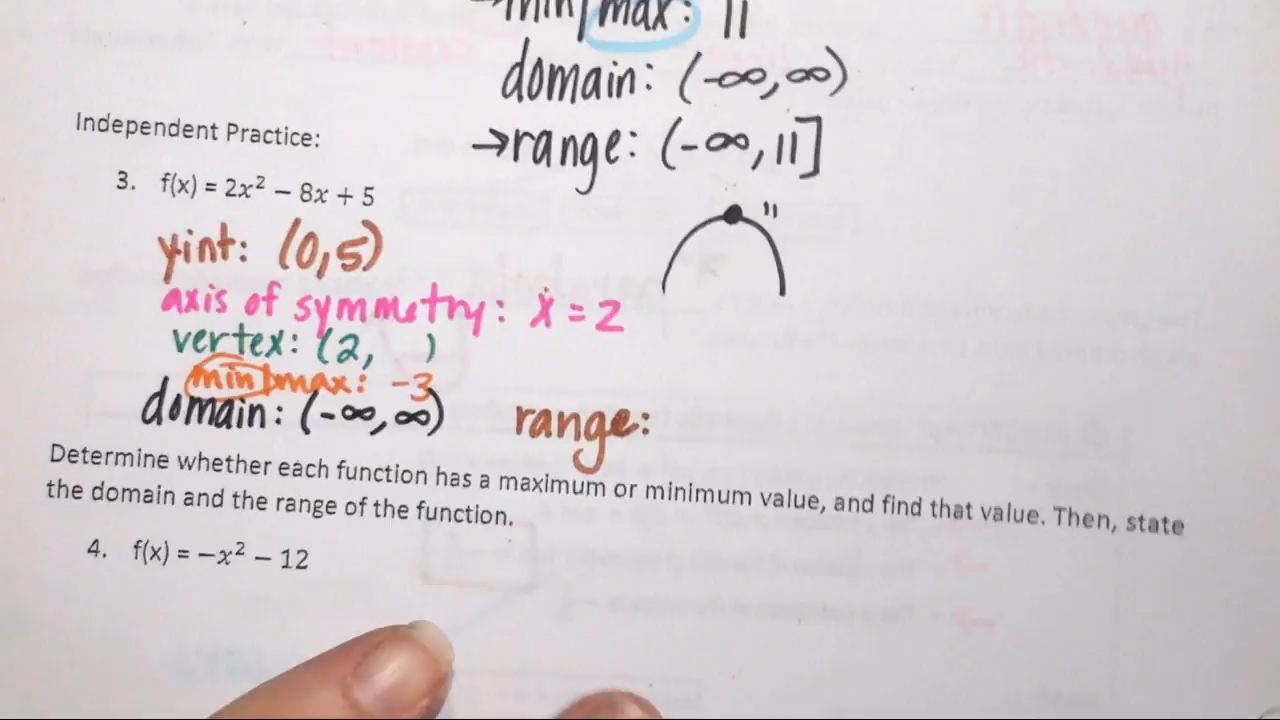 →min/max: 11
domain: (-∞,∞)
Independent Practice:
→range: (-∞,11]
3. f(x) = 2x² − 8x + 5
11
yint: (0,5)
axis of symmetry: x=2
vertex: (2, )
min/max: -3
domain: (-∞,∞) range:
Determine whether each function has a maximum or minimum value, and find that value. Then, state
the domain and the range of the function.
4. f(x) = −x² − 12